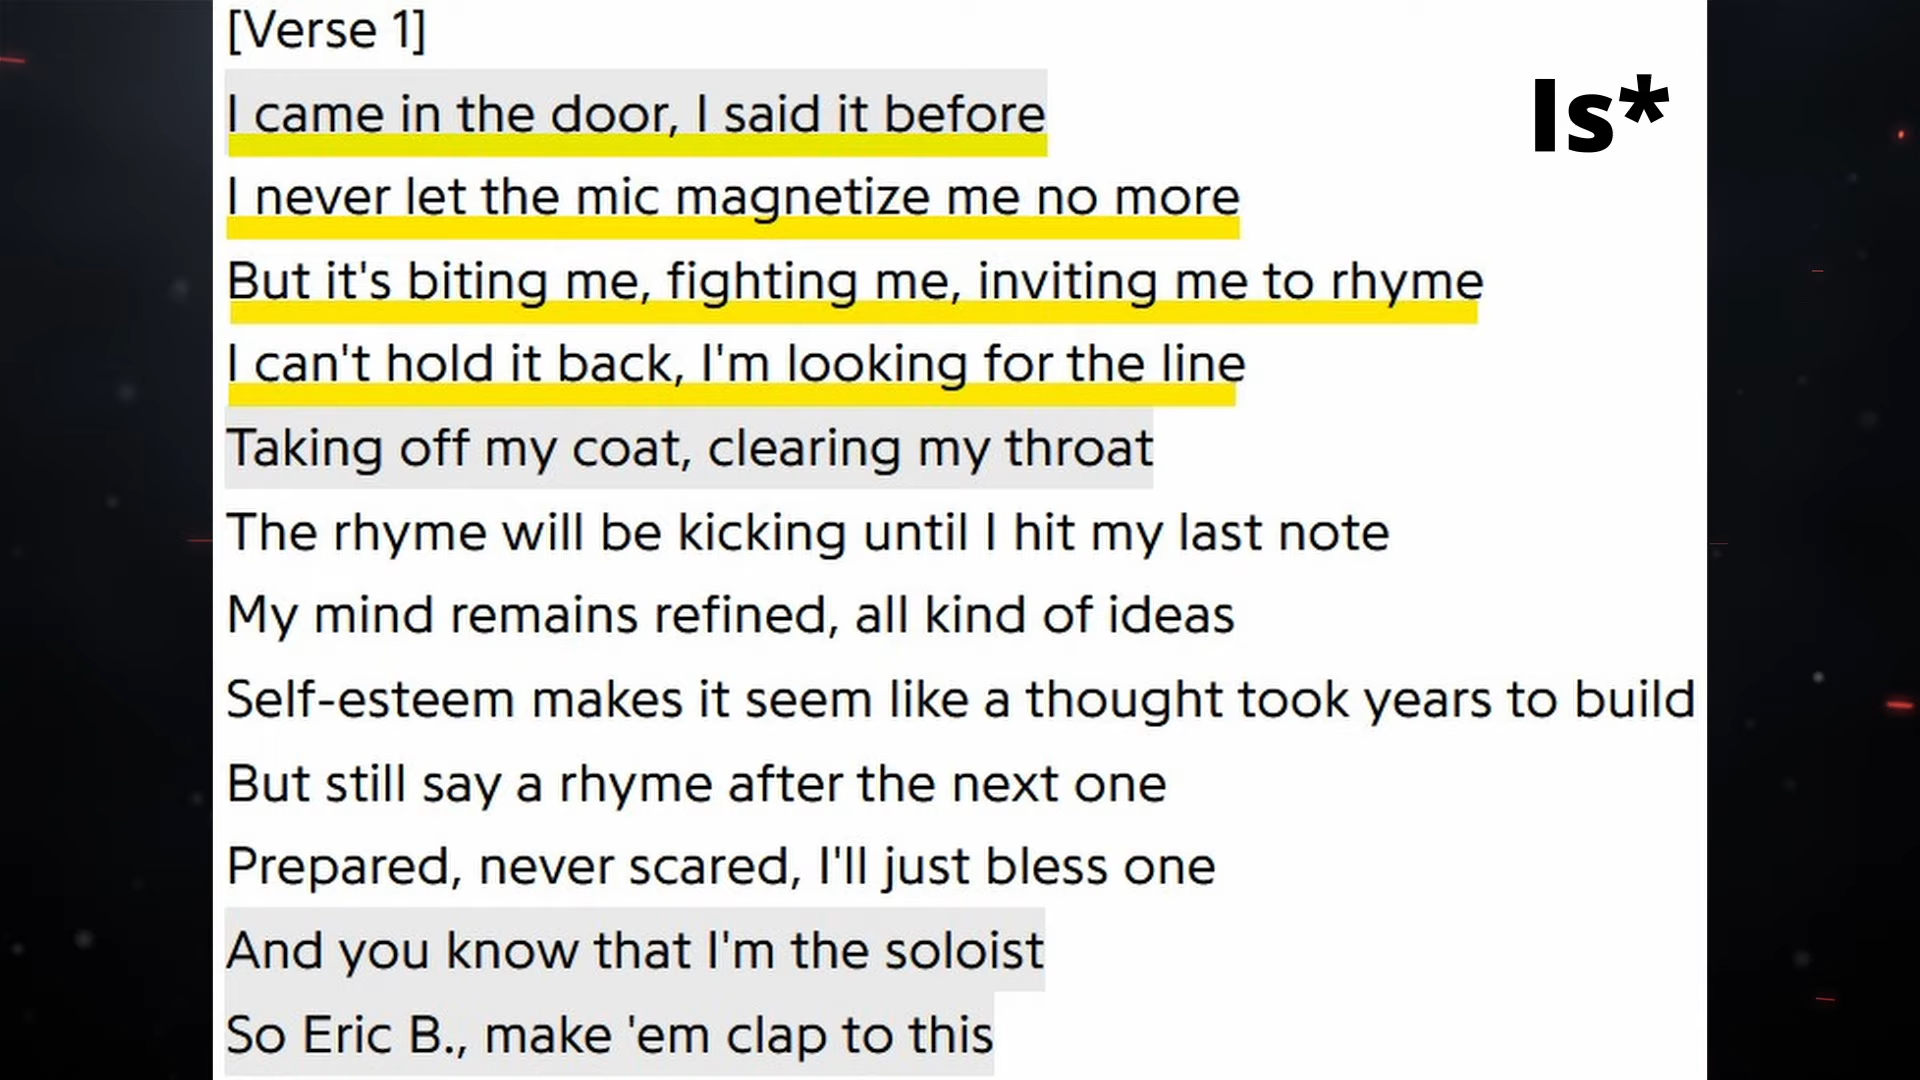 [Verse 1]
I came in the door, I said it before
Is*
I never let the mic magnetize me no more
But it's biting me, fighting me, inviting me to rhyme
I can't hold it back, I'm looking for the line
Taking off my coat, clearing my throat
The rhyme will be kicking until I hit my last note
My mind remains refined, all kind of ideas
Self-esteem makes it seem like a thought took years to build
But still say a rhyme after the next one
Prepared, never scared, I'll just bless one
And you know that I'm the soloist
So Eric B., make 'em clap to this